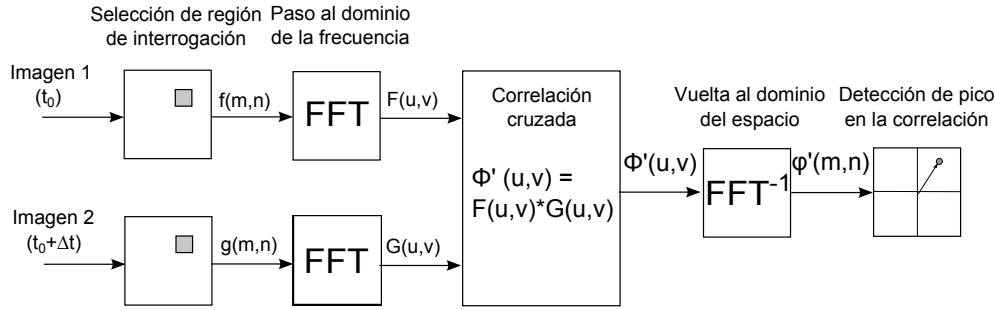 Selección de región
de interrogación
Paso al dominio
de la frecuencia
Imagen 1
(t₀)
f(m,n)
FFT
F(u,v)
Imagen 2
(t₀+Δt)
g(m,n)
FFT
G(u,v)
Correlación
cruzada
Φ' (u,v) =
F(u,v)*G(u,v)
Φ'(u,v)
Vuelta al dominio
del espacio
FFT⁻¹
φ'(m,n)
Detección de pico
en la correlación